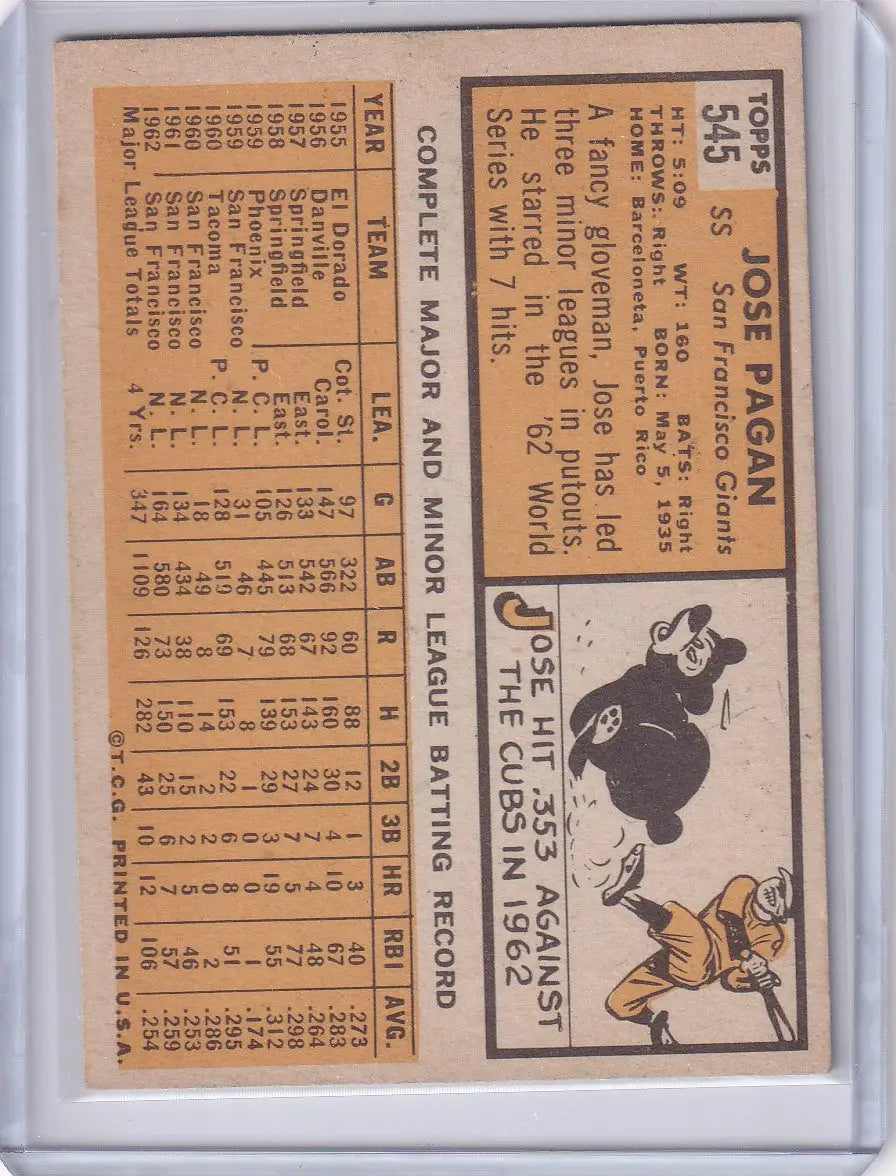 TOPPS
545
JOSE PAGAN
SS San Francisco Giants
HT: 5:09 WT: 160 BATS: Right
THROWS: Right BORN: May 5, 1935
HOME: Barceloneta, Puerto Rico
A fancy gloveman, Jose has led
three minor leagues in putouts.
He starred in the '62 World
Series with 7 hits.
JOSE HIT .353 AGAINST
THE CUBS IN 1962
COMPLETE MAJOR AND MINOR LEAGUE BATTING RECORD
YEAR TEAM LEA. G AB R H 2B 3B HR RBI AVG.
1955 El Dorado Cot. St. 97 322 60 88 12 1 3 40 .273
1956 Danville Carol. 147 566 92 160 30 4 10 67 .283
1957 Springfield East. 133 542 67 143 24 7 4 48 .264
1958 Springfield East. 126 513 68 153 27 7 5 77 .298
1959 Phoenix P. C. L. 105 445 79 139 29 3 19 55 .312
1959 San Francisco N. L. 31 46 7 8 1 0 0 1 .174
1960 Tacoma P. C. L. 128 519 69 153 22 6 8 51 .295
1960 San Francisco N. L. 18 49 8 14 2 2 0 2 .286
1961 San Francisco N. L. 134 434 38 110 15 2 5 46 .253
1962 San Francisco N. L. 164 580 73 150 25 6 7 57 .259
Major League Totals 4 Yrs. 347 1109 126 282 43 10 12 106 .254
©T.C.G. PRINTED IN U.S.A.